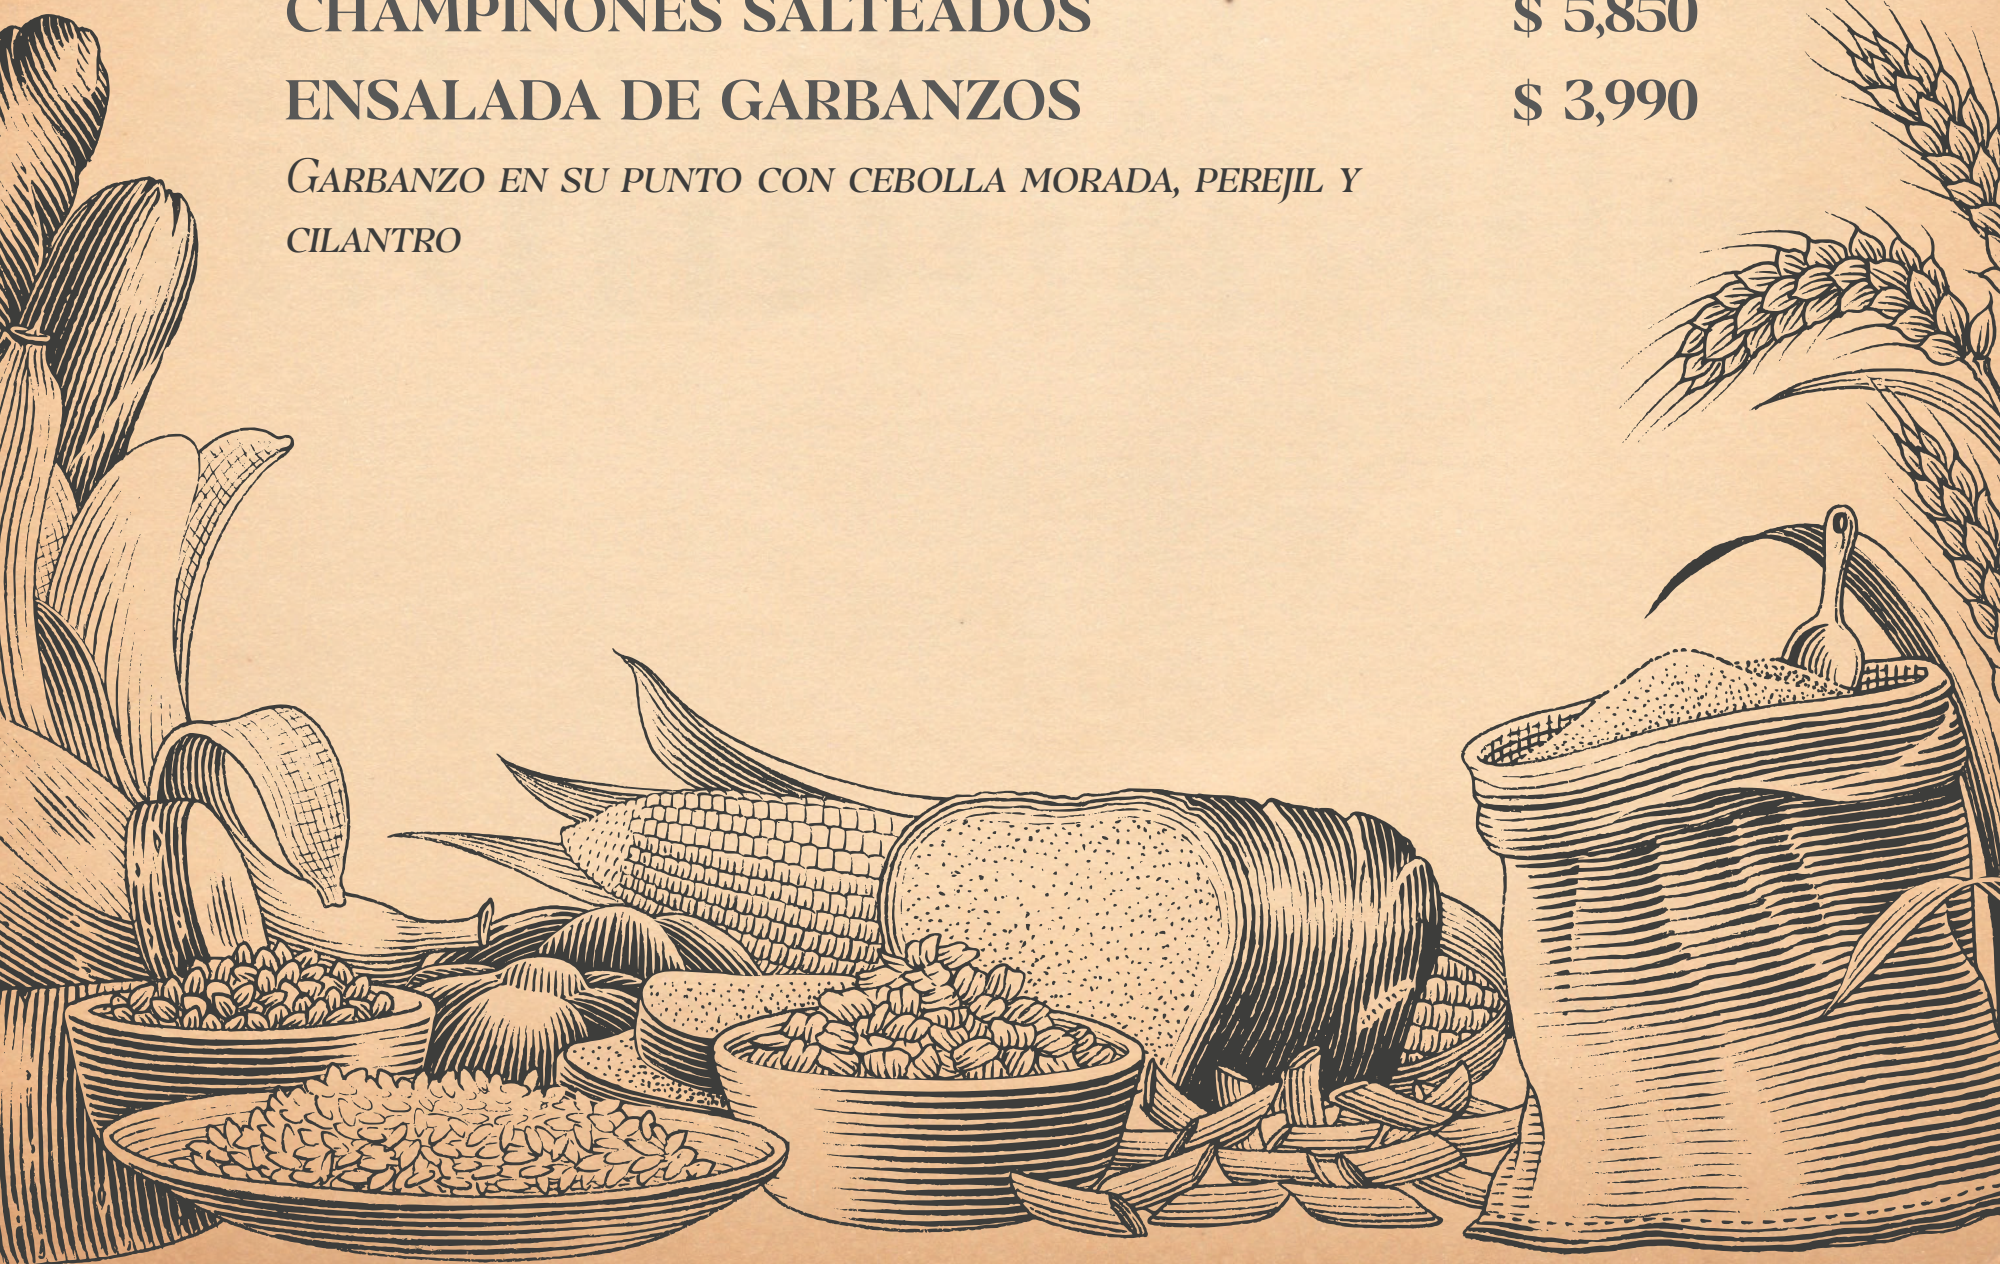 CHAMPIÑONES SALTEADOS $ 5,850
ENSALADA DE GARBANZOS $ 3,990
Garbanzo en su punto con cebolla morada, perejil y
cilantro